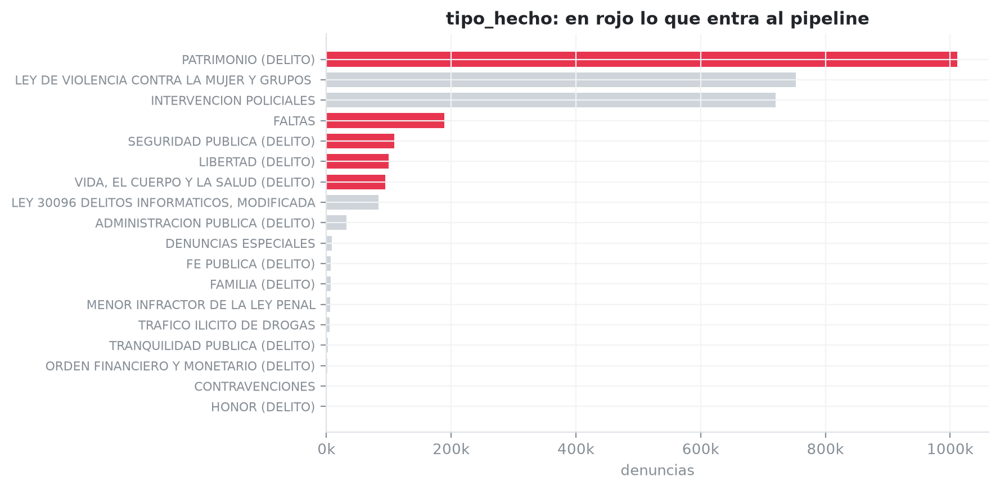 tipo_hecho: en rojo lo que entra al pipeline
PATRIMONIO (DELITO)
LEY DE VIOLENCIA CONTRA LA MUJER Y GRUPOS
INTERVENCION POLICIALES
FALTAS
SEGURIDAD PUBLICA (DELITO)
LIBERTAD (DELITO)
VIDA, EL CUERPO Y LA SALUD (DELITO)
LEY 30096 DELITOS INFORMATICOS, MODIFICADA
ADMINISTRACION PUBLICA (DELITO)
DENUNCIAS ESPECIALES
FE PUBLICA (DELITO)
FAMILIA (DELITO)
MENOR INFRACTOR DE LA LEY PENAL
TRAFICO ILICITO DE DROGAS
TRANQUILIDAD PUBLICA (DELITO)
ORDEN FINANCIERO Y MONETARIO (DELITO)
CONTRAVENCIONES
HONOR (DELITO)
0k 200k 400k 600k 800k 1000k
denuncias